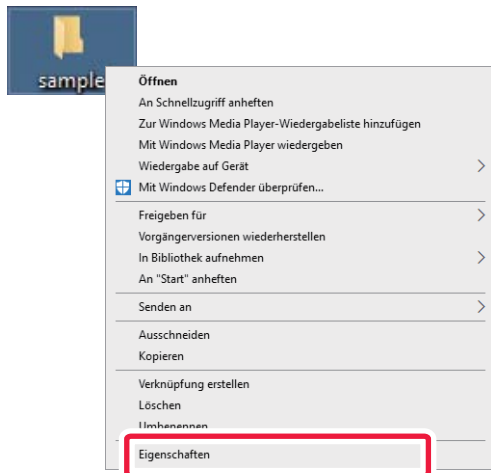 sample
Öffnen
An Schnellzugriff anheften
Zur Windows Media Player-Wiedergabeliste hinzufügen
Mit Windows Media Player wiedergeben
Wiedergabe auf Gerät
Mit Windows Defender überprüfen...
Freigeben für
Vorgängerversionen wiederherstellen
In Bibliothek aufnehmen
An "Start" anheften
Senden an
Ausschneiden
Kopieren
Verknüpfung erstellen
Löschen
Umbenennen
Eigenschaften